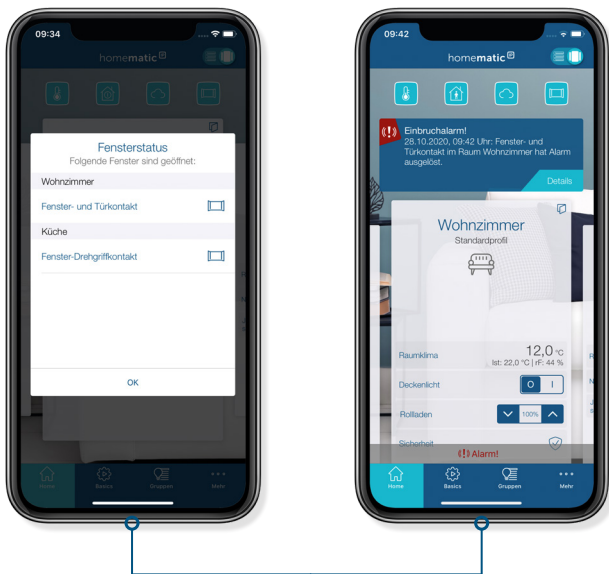 09:34
homematic IP
Fensterstatus
Folgende Fenster sind geöffnet:
Wohnzimmer
Fenster- und Türkontakt
Küche
Fenster-Drehgriffkontakt
OK
Home
Basics
Gruppen
Mehr
09:42
homematic IP
Einbruchalarm!
28.10.2020, 09:42 Uhr: Fenster- und
Türkontakt im Raum Wohnzimmer hat Alarm
ausgelöst.
Details
Wohnzimmer
Standardprofil
Raumklima
12,0 °C
Ist: 22,0 °C | rF: 44 %
Deckenlicht
O I
Rollladen
100%
Sicherheit
Alarm!
Home
Basics
Gruppen
Mehr